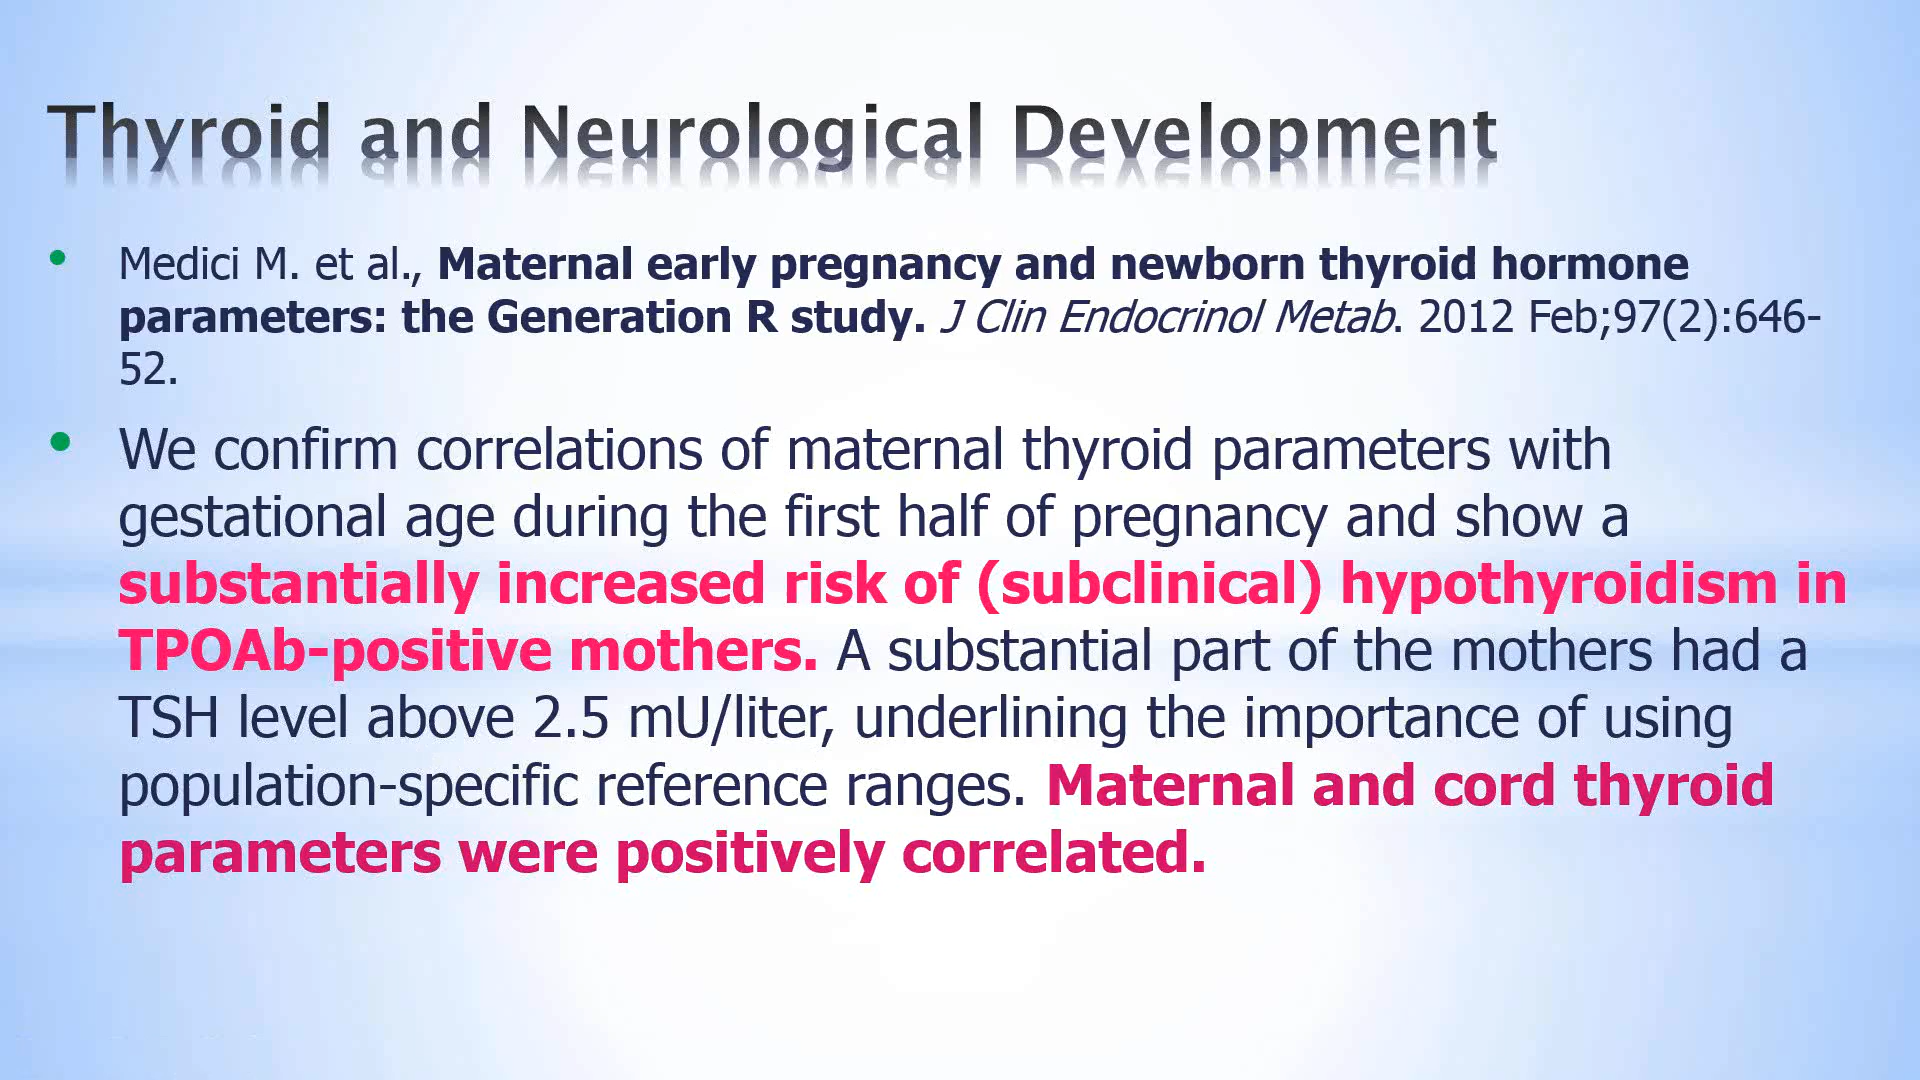 Thyroid and Neurological Development
• Medici M. et al., Maternal early pregnancy and newborn thyroid hormone
parameters: the Generation R study. J Clin Endocrinol Metab. 2012 Feb;97(2):646-
52.
• We confirm correlations of maternal thyroid parameters with
gestational age during the first half of pregnancy and show a
substantially increased risk of (subclinical) hypothyroidism in
TPOAb-positive mothers. A substantial part of the mothers had a
TSH level above 2.5 mU/liter, underlining the importance of using
population-specific reference ranges. Maternal and cord thyroid
parameters were positively correlated.